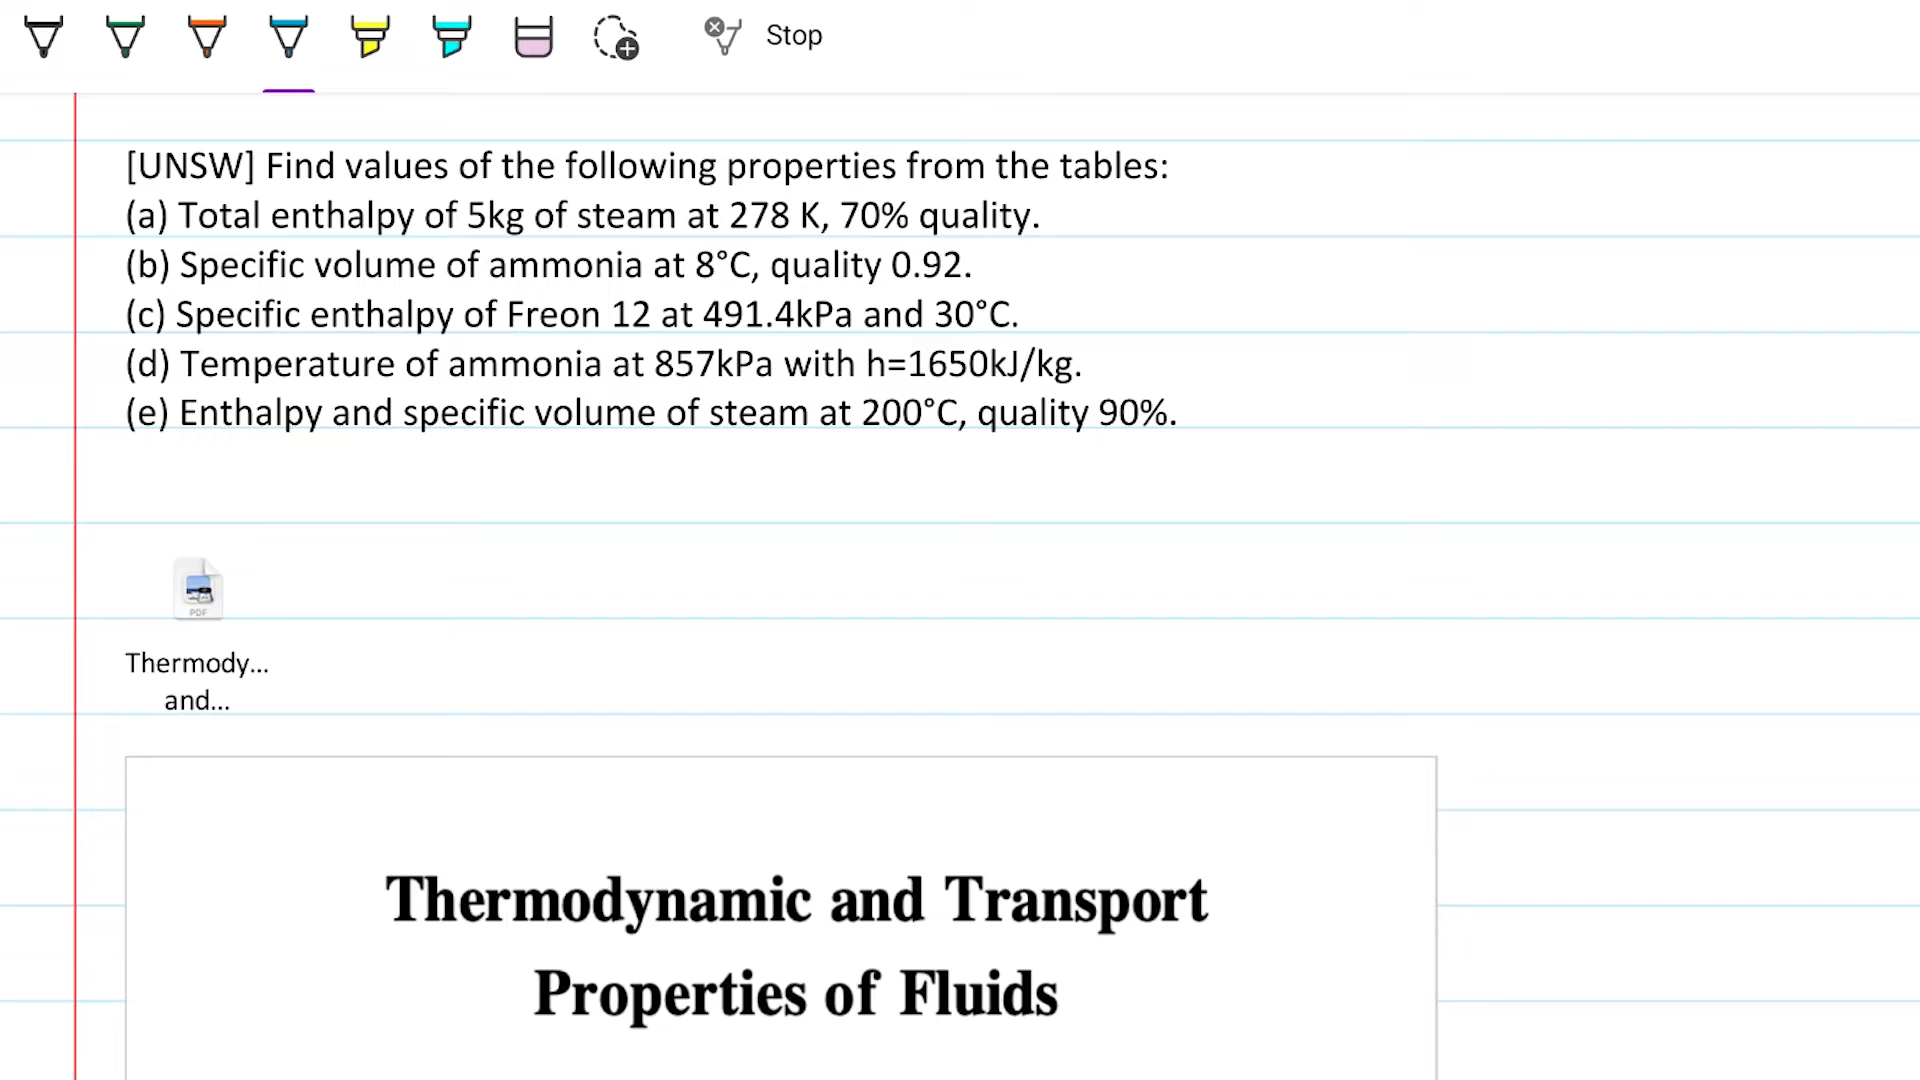 Stop
[UNSW] Find values of the following properties from the tables:
(a) Total enthalpy of 5kg of steam at 278 K, 70% quality.
(b) Specific volume of ammonia at 8°C, quality 0.92.
(c) Specific enthalpy of Freon 12 at 491.4kPa and 30°C.
(d) Temperature of ammonia at 857kPa with h=1650kJ/kg.
(e) Enthalpy and specific volume of steam at 200°C, quality 90%.
PDF
Thermody...
and...
Thermodynamic and Transport
Properties of Fluids